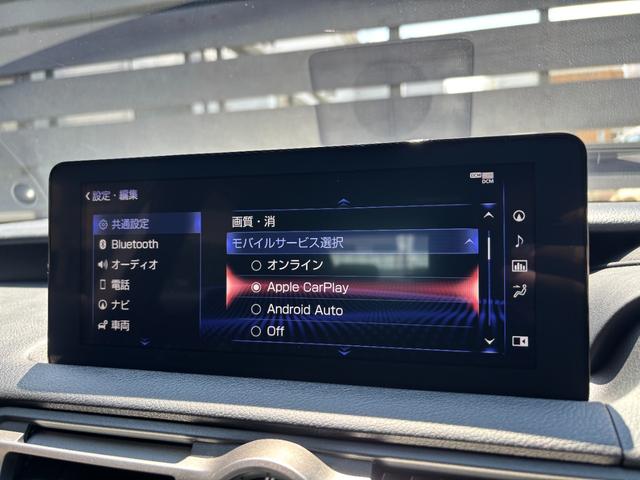 設定・編集
DCM
DCM
共通設定
Bluetooth
オーディオ
電話
ナビ
車両
画質・消
モバイルサービス選択
オンライン
Apple CarPlay
Android Auto
Off